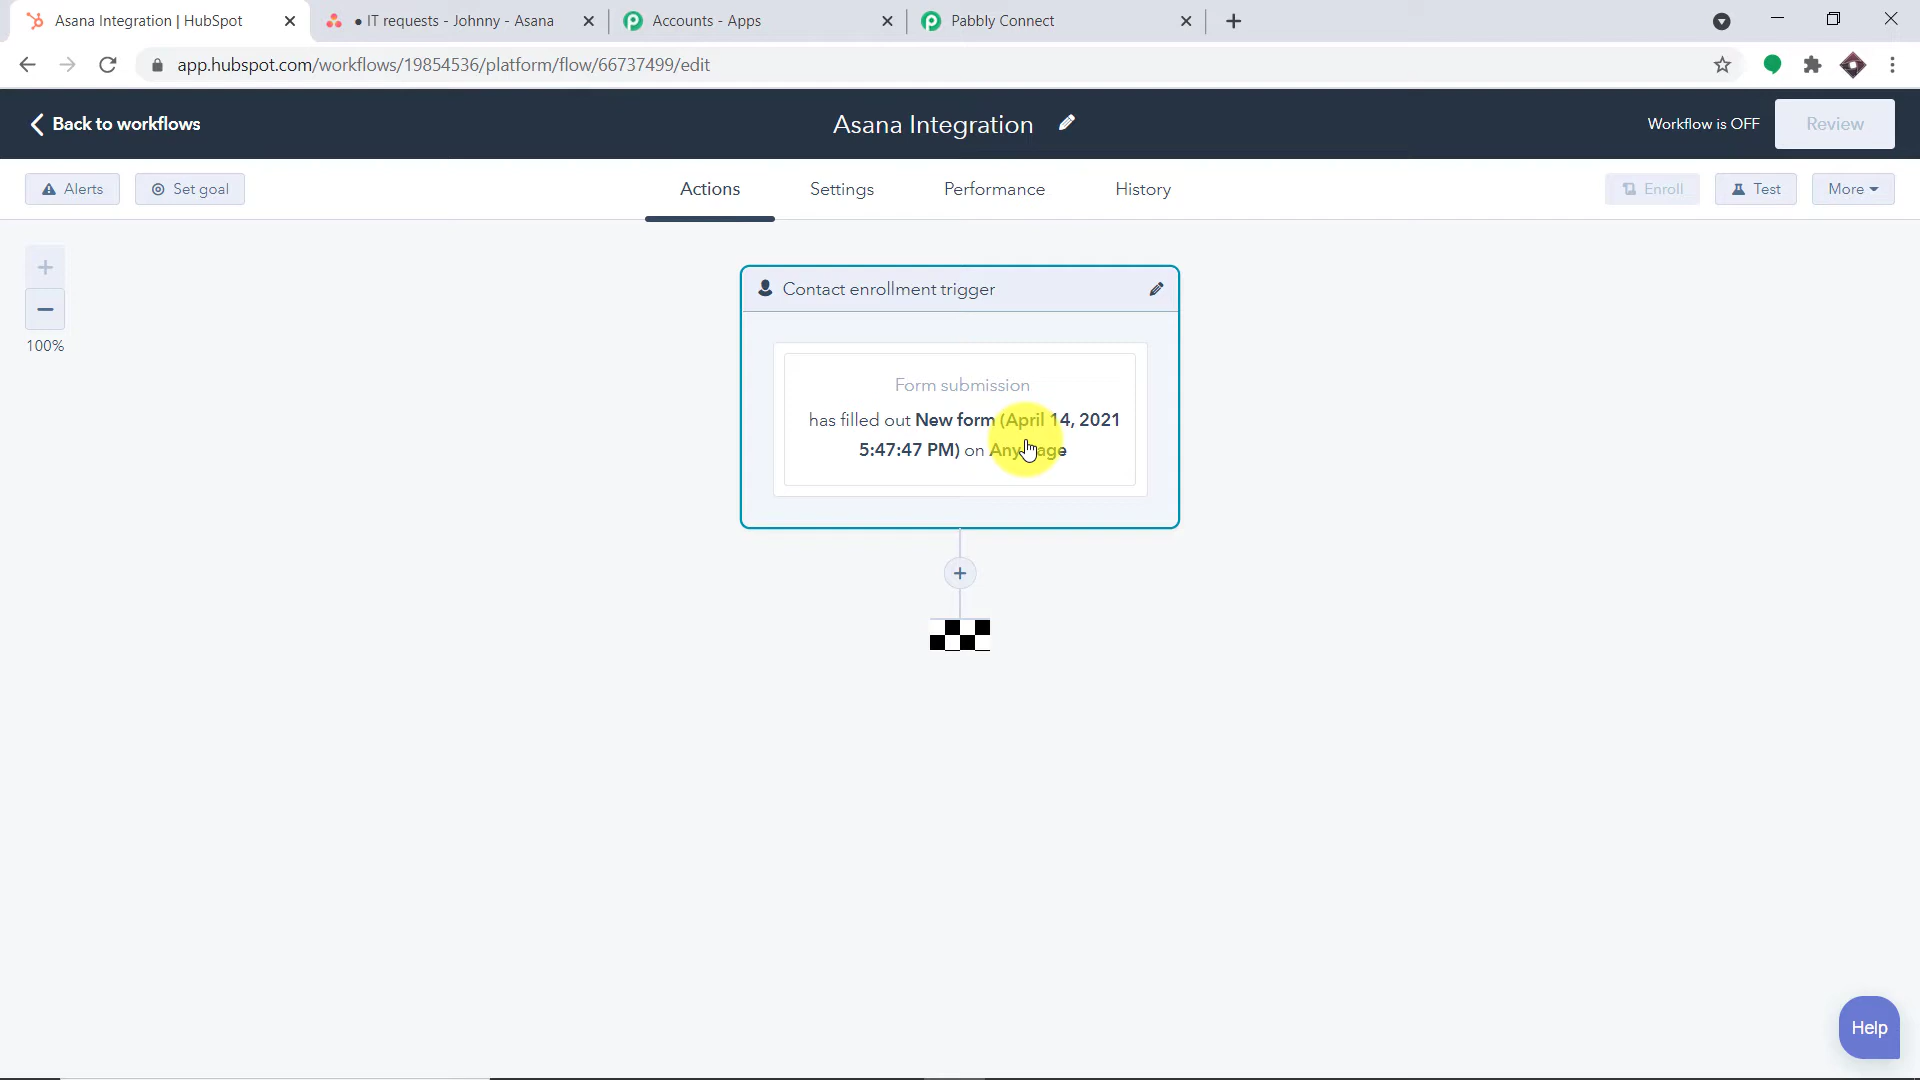 Asana Integration | HubSpot
• IT requests - Johnny - Asana
Accounts - Apps
Pabbly Connect
app.hubspot.com/workflows/19854536/platform/flow/66737499/edit
Back to workflows
Asana Integration
Workflow is OFF
Review
Alerts
Set goal
Actions
Settings
Performance
History
Enroll
Test
More
100%
Contact enrollment trigger
Form submission
has filled out New form (April 14, 2021
5:47:47 PM) on Any page
Help